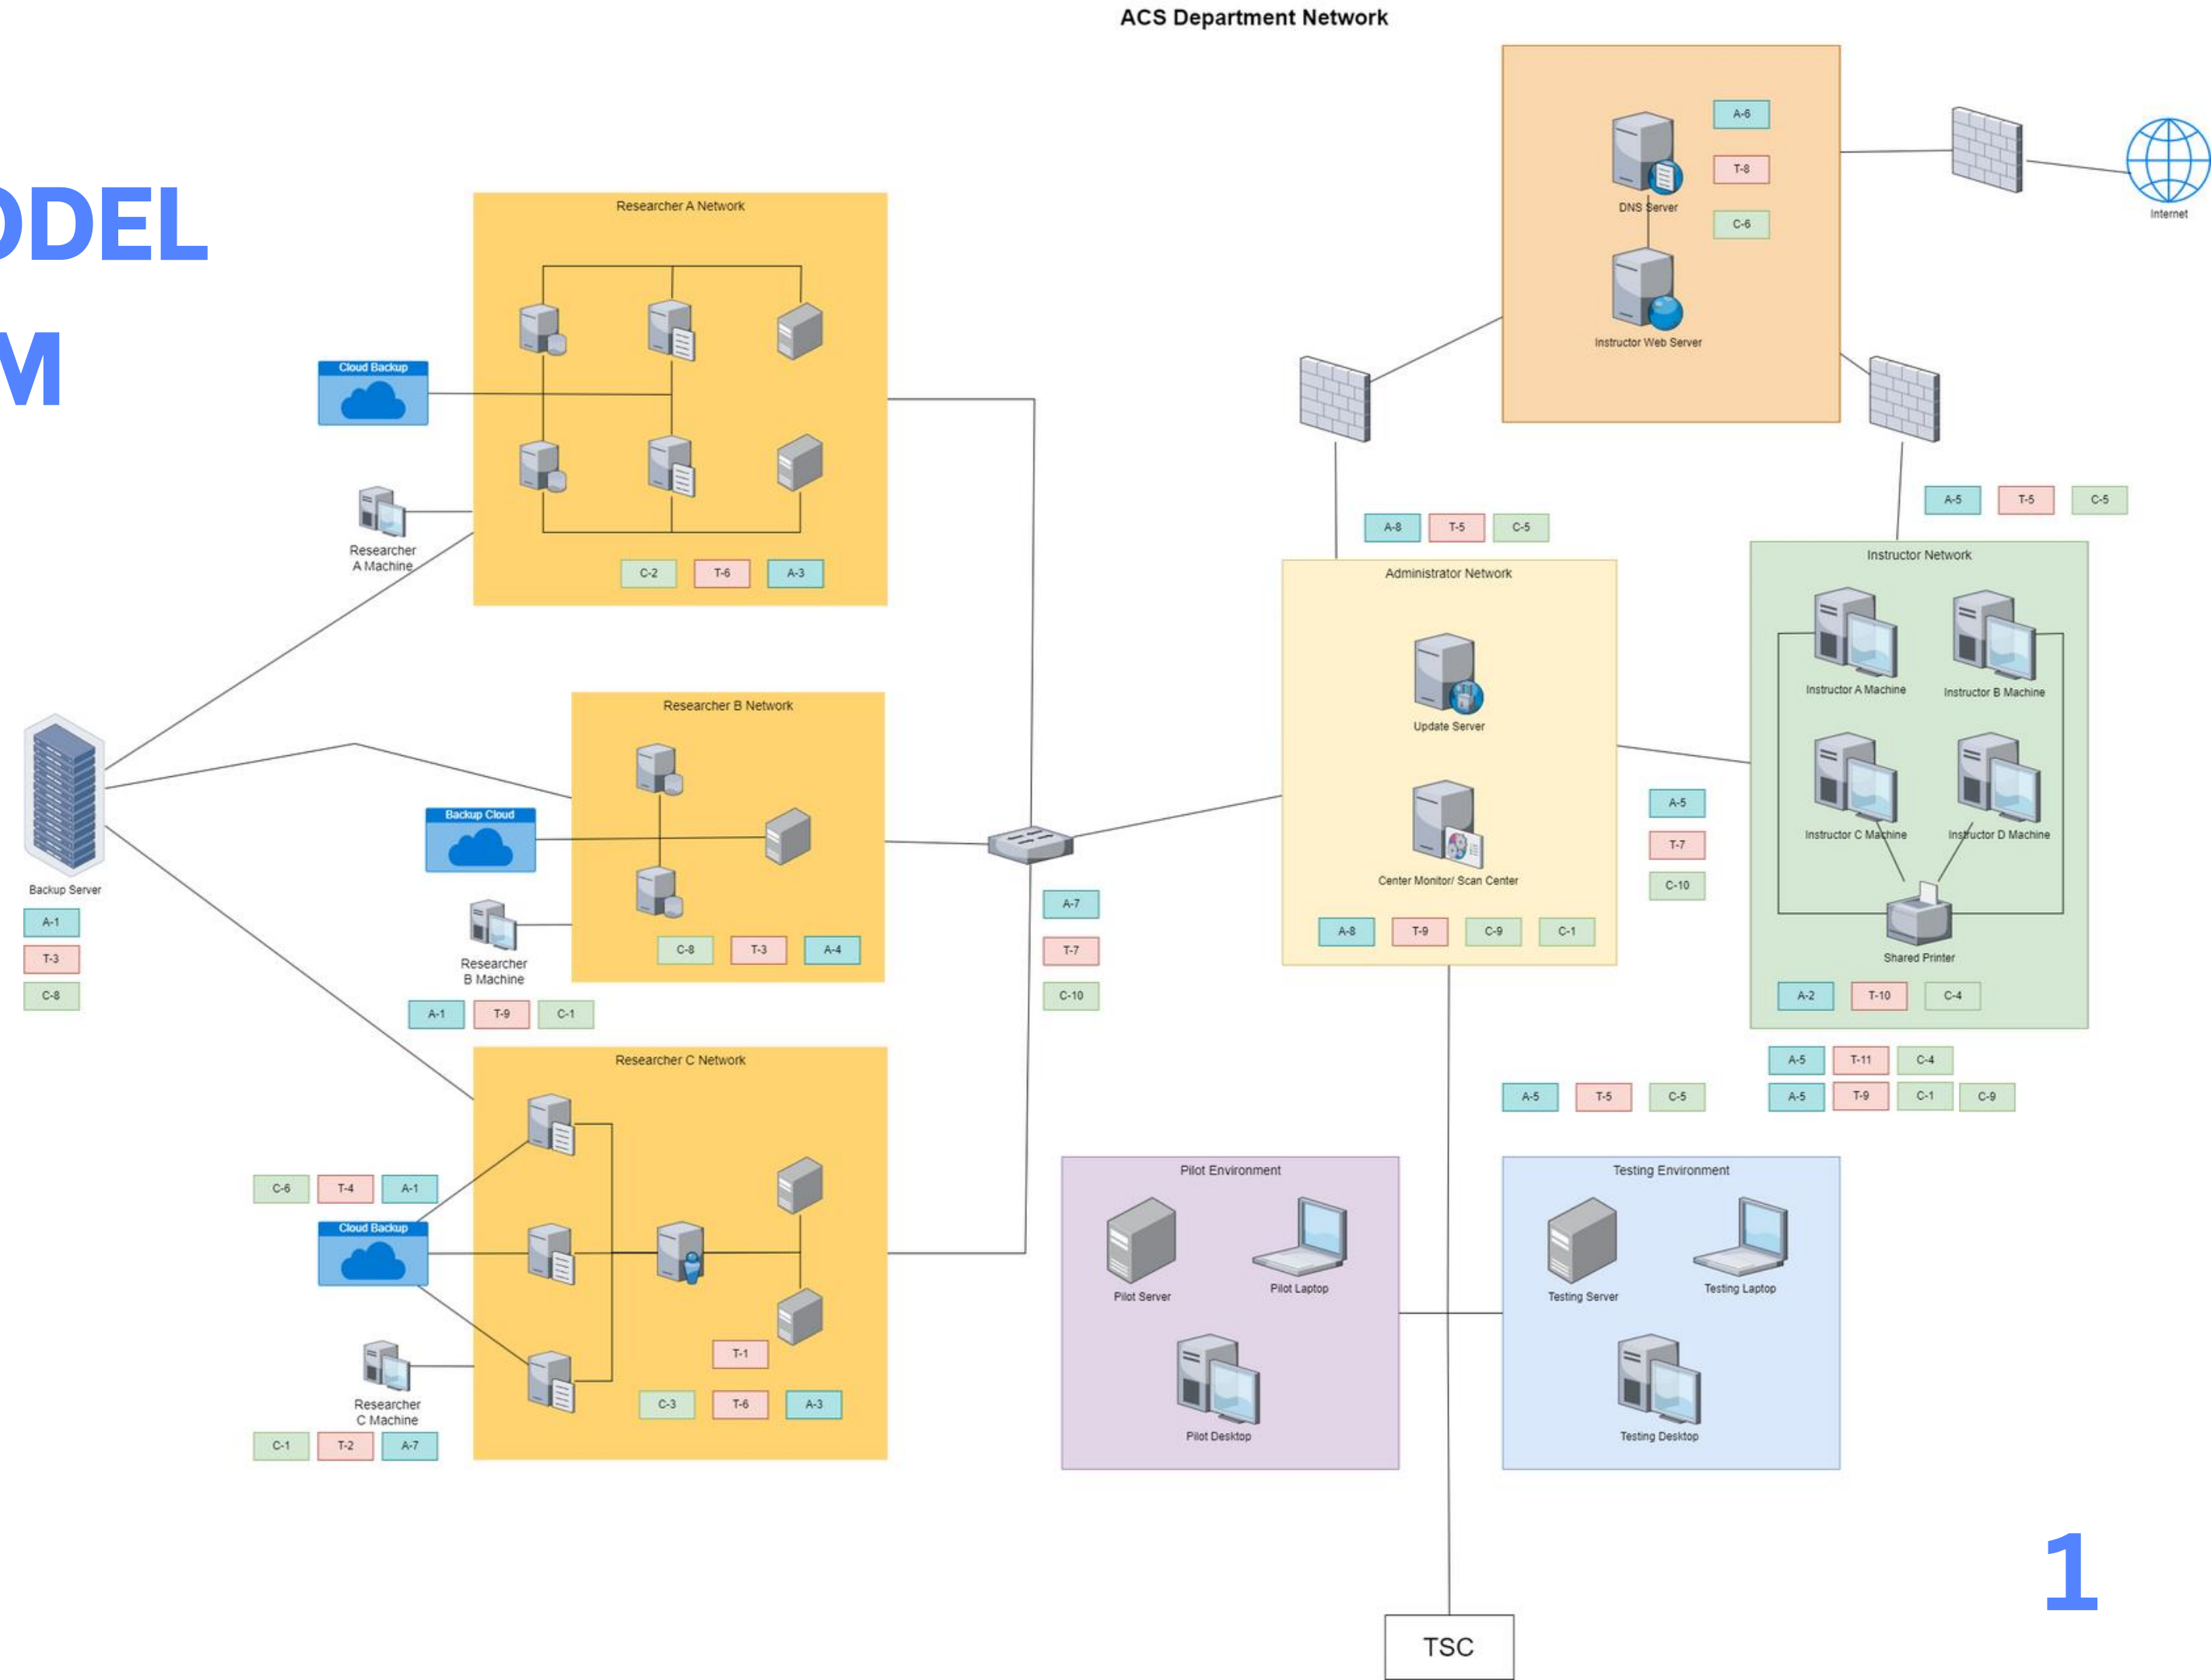 ACS Department Network
ODEL
M
A-6
T-8
C-6
DNS Server
Instructor Web Server
Internet
Researcher A Network
Cloud Backup
Researcher
A Machine
C-2 T-6 A-3
A-8 T-5 C-5
A-5 T-5 C-5
Administrator Network
Update Server
Center Monitor/ Scan Center
A-8 T-9 C-9 C-1
Instructor Network
Instructor A Machine
Instructor B Machine
Instructor C Machine
Instructor D Machine
Shared Printer
A-2 T-10 C-4
A-5
T-7
C-10
Researcher B Network
Backup Cloud
Researcher
B Machine
C-8 T-3 A-4
A-1 T-9 C-1
Backup Server
A-1
T-3
C-8
A-7
T-7
C-10
A-5 T-11 C-4
A-5 T-9 C-1 C-9
A-5 T-5 C-5
Researcher C Network
C-6 T-4 A-1
Cloud Backup
Researcher
C Machine
C-1 T-2 A-7
T-1
C-3 T-6 A-3
Pilot Environment
Pilot Server
Pilot Laptop
Pilot Desktop
Testing Environment
Testing Server
Testing Laptop
Testing Desktop
TSC
1